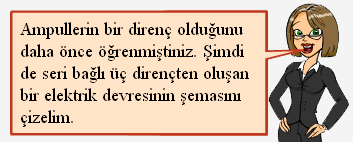 Ampullerin bir direnç olduğunu
daha önce öğrenmiştiniz. Şimdi
de seri bağlı üç dirençten oluşan
bir elektrik devresinin şemasını
çizelim.